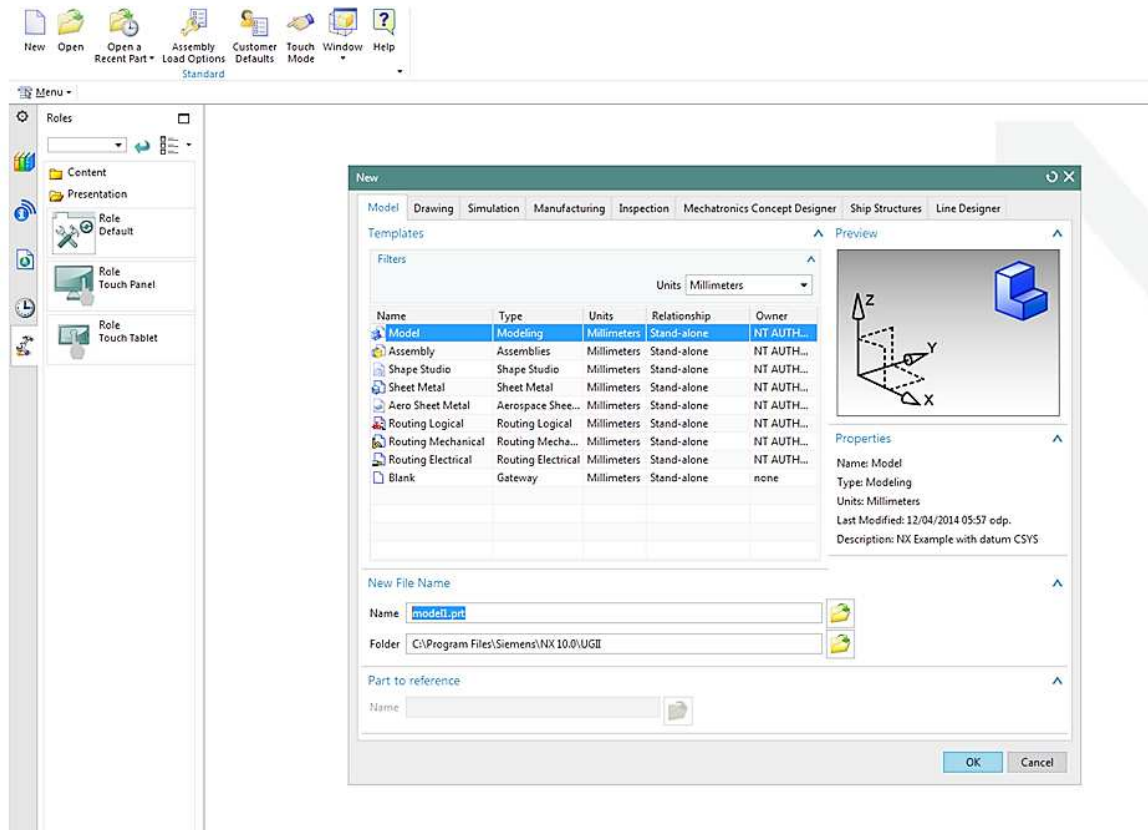 New Open Open a Recent Part Assembly Load Options Customer Defaults Touch Mode Window Help
Standard
Menu
Roles
Content
Presentation
Role
Default
Role
Touch Panel
Role
Touch Tablet
New
Model Drawing Simulation Manufacturing Inspection Mechatronics Concept Designer Ship Structures Line Designer
Templates
Filters
Units Millimeters
Name Type Units Relationship Owner
Model Modeling Millimeters Stand-alone NT AUTH...
Assembly Assemblies Millimeters Stand-alone NT AUTH...
Shape Studio Shape Studio Millimeters Stand-alone NT AUTH...
Sheet Metal Sheet Metal Millimeters Stand-alone NT AUTH...
Aero Sheet Metal Aerospace Shee... Millimeters Stand-alone NT AUTH...
Routing Logical Routing Logical Millimeters Stand-alone NT AUTH...
Routing Mechanical Routing Mecha... Millimeters Stand-alone NT AUTH...
Routing Electrical Routing Electrical Millimeters Stand-alone NT AUTH...
Blank Gateway Millimeters Stand-alone none
Preview
Z
Y
X
Properties
Name: Model
Type: Modeling
Units: Millimeters
Last Modified: 12/04/2014 05:57 odp.
Description: NX Example with datum CSYS
New File Name
Name model1.prt
Folder C:\Program Files\Siemens\NX 10.0\UGII
Part to reference
Name
OK Cancel